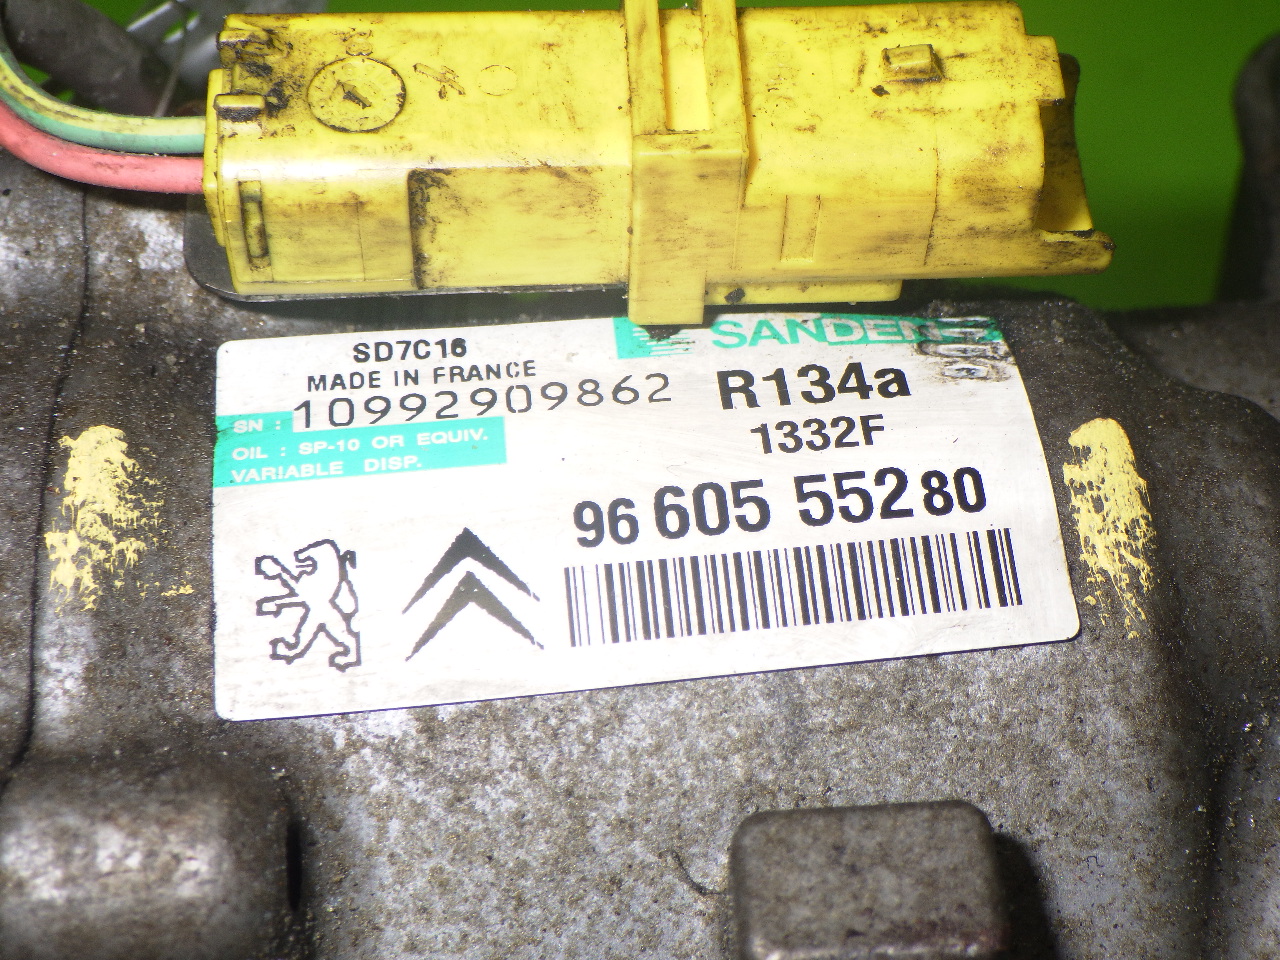 SANDEN
SD7C16
MADE IN FRANCE
SN : 10992909862
R134a
OIL : SP-10 OR EQUIV.
1332F
VARIABLE DISP.
96 605 552 80